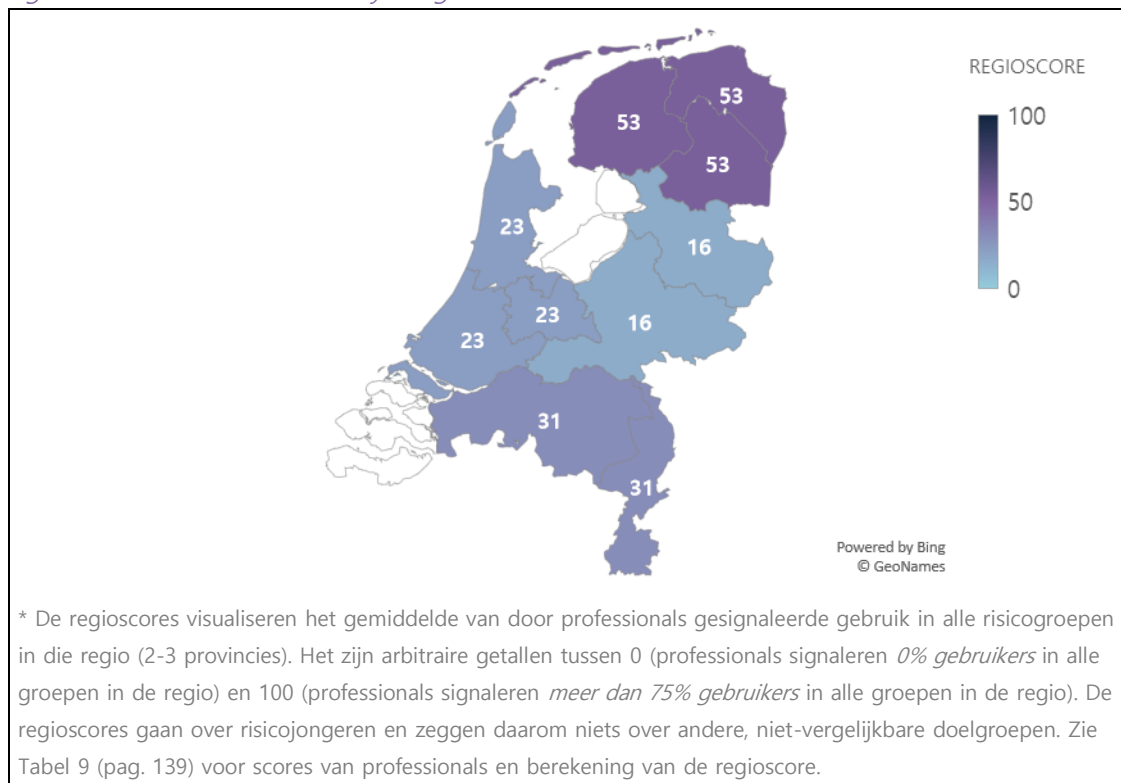 REGIOSCORE
100
50
0
53
53
53
23
16
23
16
23
31
31
Powered by Bing
© GeoNames
* De regioscores visualiseren het gemiddelde van door professionals gesignaleerde gebruik in alle risicogroepen
in die regio (2-3 provincies). Het zijn arbitraire getallen tussen 0 (professionals signaleren 0% gebruikers in alle
groepen in de regio) en 100 (professionals signaleren meer dan 75% gebruikers in alle groepen in de regio). De
regioscores gaan over risicojongeren en zeggen daarom niets over andere, niet-vergelijkbare doelgroepen. Zie
Tabel 9 (pag. 139) voor scores van professionals en berekening van de regioscore.